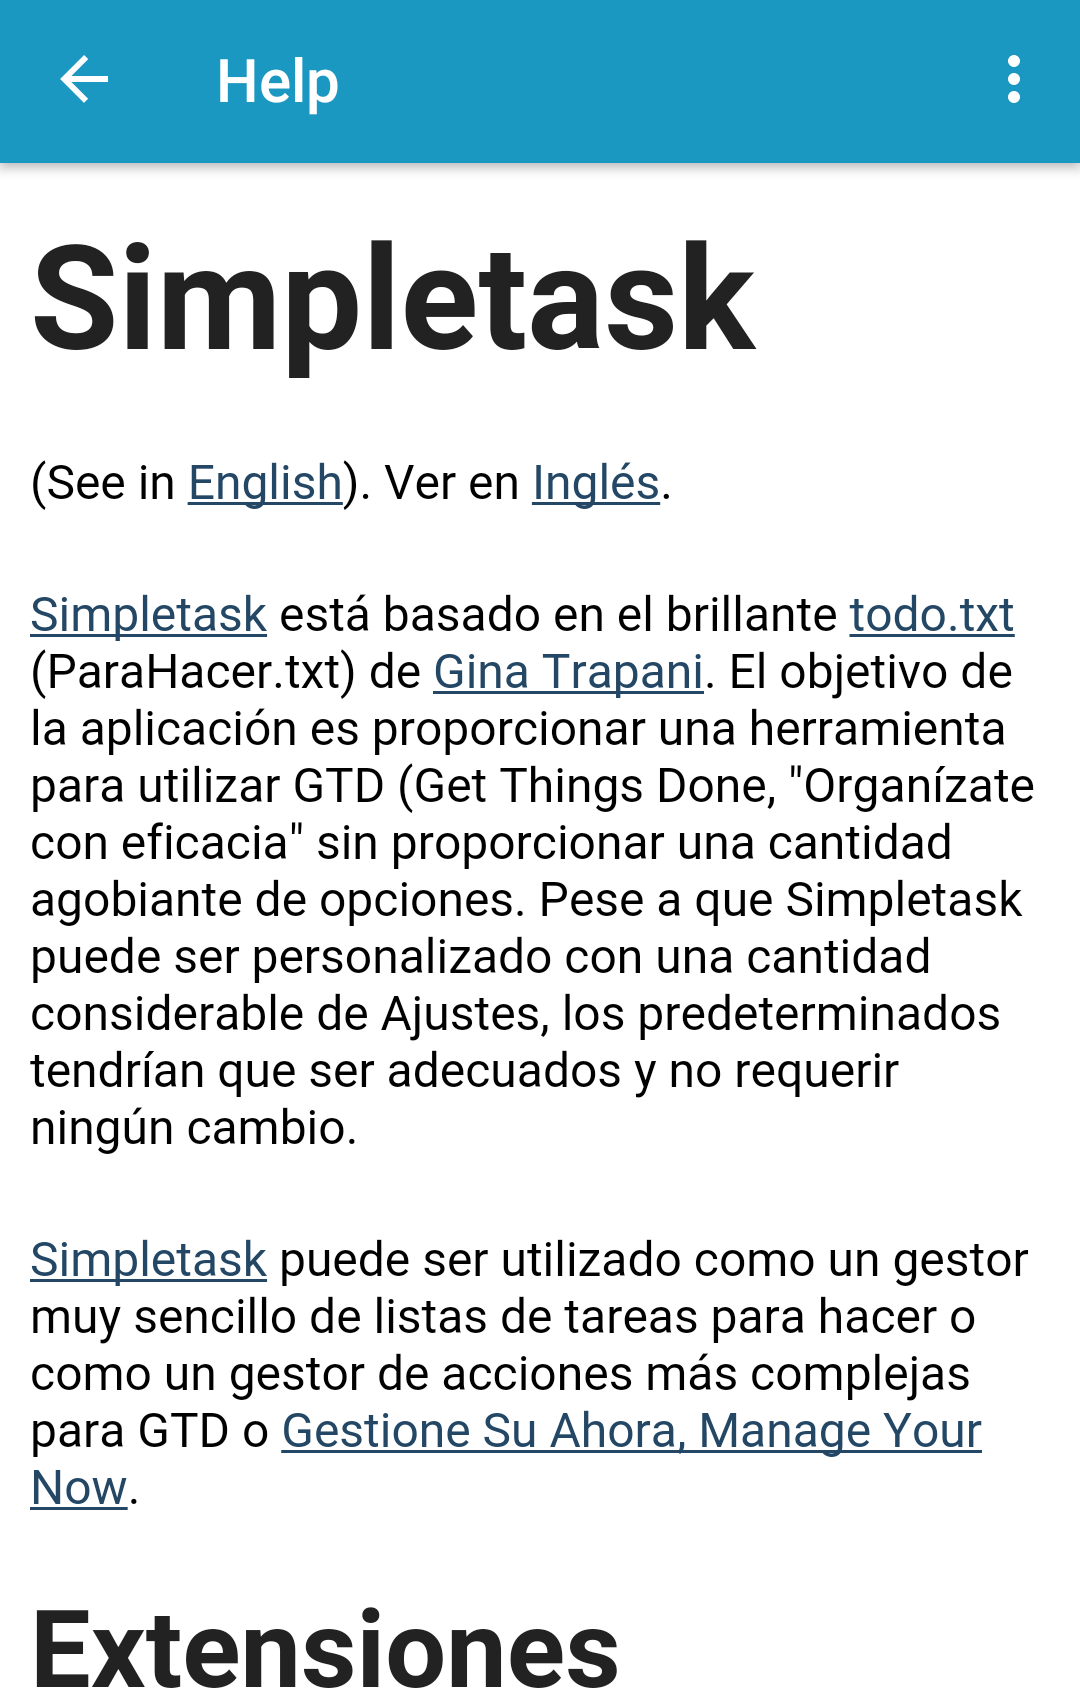 Help
Simpletask
(See in English). Ver en Inglés.
Simpletask está basado en el brillante todo.txt
(ParaHacer.txt) de Gina Trapani. El objetivo de
la aplicación es proporcionar una herramienta
para utilizar GTD (Get Things Done, "Organízate
con eficacia" sin proporcionar una cantidad
agobiante de opciones. Pese a que Simpletask
puede ser personalizado con una cantidad
considerable de Ajustes, los predeterminados
tendrían que ser adecuados y no requerir
ningún cambio.
Simpletask puede ser utilizado como un gestor
muy sencillo de listas de tareas para hacer o
como un gestor de acciones más complejas
para GTD o Gestione Su Ahora, Manage Your
Now.
Extensiones